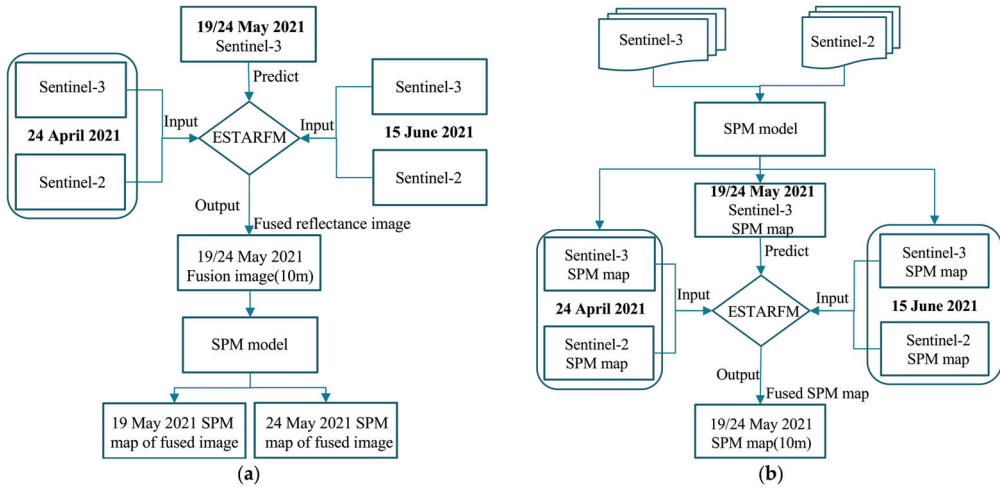 19/24 May 2021
Sentinel-3
Predict
Sentinel-3
24 April 2021
Sentinel-2
Input
ESTARFM
Input
Sentinel-3
15 June 2021
Sentinel-2
Output
Fused reflectance image
19/24 May 2021
Fusion image(10m)
SPM model
19 May 2021 SPM
map of fused image
24 May 2021 SPM
map of fused image
(a)
Sentinel-3
Sentinel-2
SPM model
19/24 May 2021
Sentinel-3
SPM map
Predict
Sentinel-3
SPM map
24 April 2021
Sentinel-2
SPM map
Input
ESTARFM
Input
Sentinel-3
SPM map
15 June 2021
Sentinel-2
SPM map
Output
Fused SPM map
19/24 May 2021
SPM map(10m)
(b)